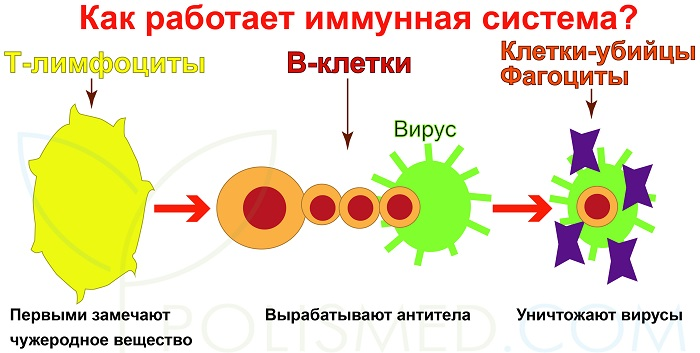 Как работает иммунная система?
Т-лимфоциты
В-клетки
Клетки-убийцы
Фагоциты
Вирус
Первыми замечают
чужеродное вещество
Вырабатывают антитела
Уничтожают вирусы
POLISMED.COM